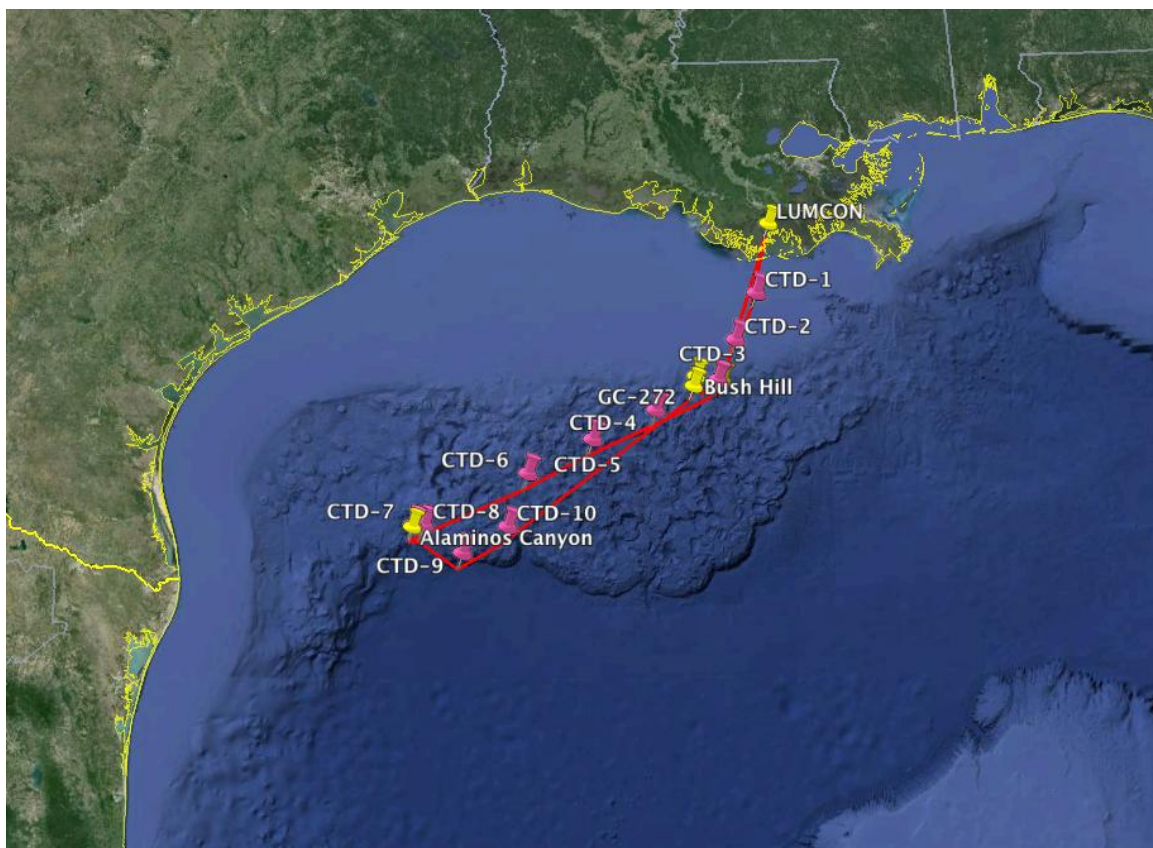 LUMCON
CTD-1
CTD-2
CTD-3
Bush Hill
GC-272
CTD-4
CTD-5
CTD-6
CTD-7
CTD-8
CTD-10
Alaminos Canyon
CTD-9